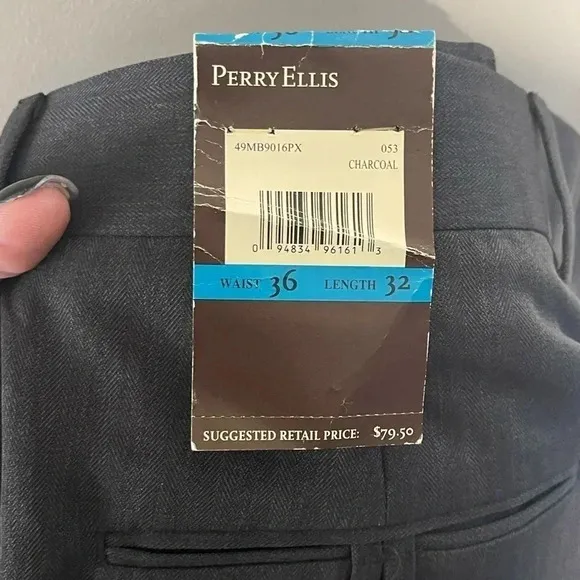 PERRY ELLIS
49MB9016PX 053
CHARCOAL
0 94834 96161 3
WAIST 36 LENGTH 32
SUGGESTED RETAIL PRICE: $79.50